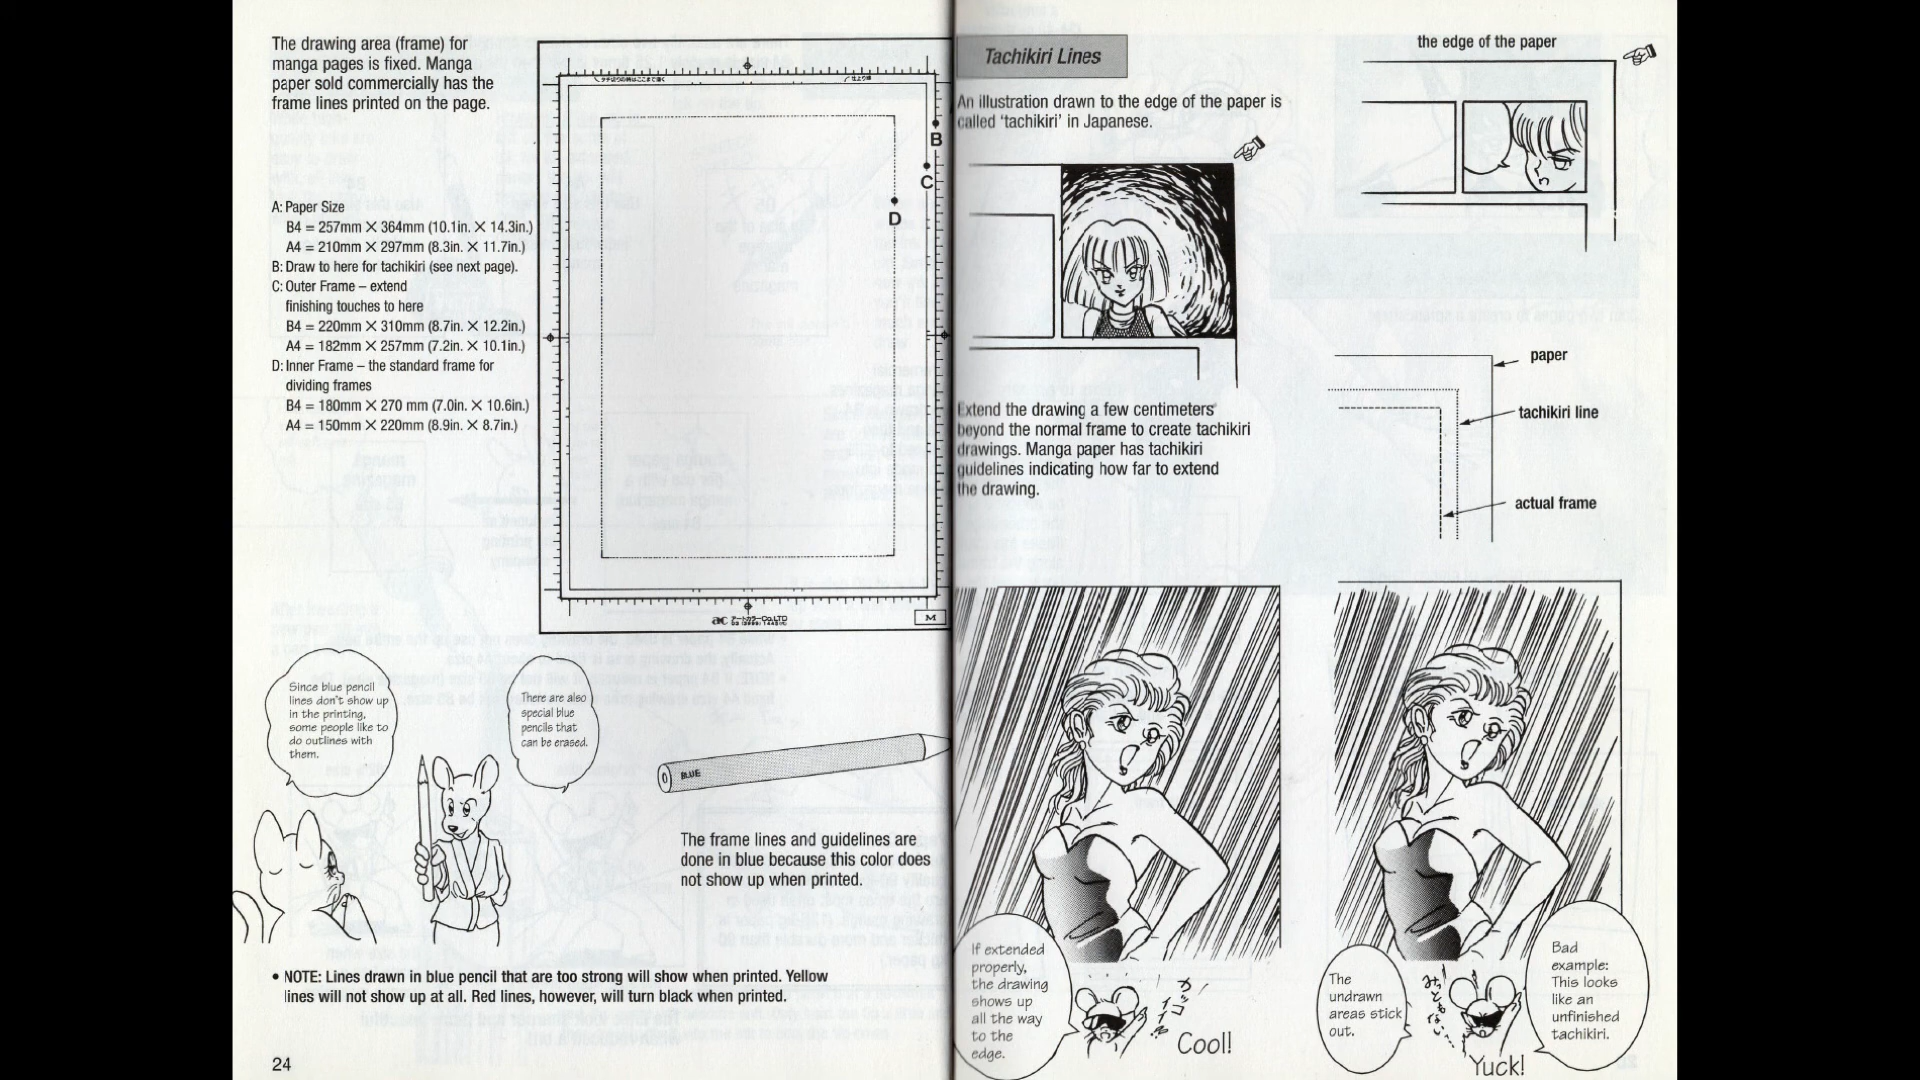 The drawing area (frame) for
manga pages is fixed. Manga
paper sold commercially has the
frame lines printed on the page.
A: Paper Size
B4 = 257mm X 364mm (10.1in. X 14.3in.)
A4 = 210mm X 297mm (8.3in. X 11.7in.)
B: Draw to here for tachikiri (see next page).
C: Outer Frame – extend
finishing touches to here
B4 = 220mm X 310mm (8.7in. X 12.2in.)
A4 = 182mm X 257mm (7.2in. X 10.1in.)
D: Inner Frame – the standard frame for
dividing frames
B4 = 180mm X 270 mm (7.0in. X 10.6in.)
A4 = 150mm X 220mm (8.9in. X 8.7in.)
B
C
D
M
Since blue pencil
lines don't show up
in the printing,
some people like to
do outlines with
them.
There are also
special blue
pencils that
can be erased.
BLUE
The frame lines and guidelines are
done in blue because this color does
not show up when printed.
• NOTE: Lines drawn in blue pencil that are too strong will show when printed. Yellow
lines will not show up at all. Red lines, however, will turn black when printed.
24
Tachikiri Lines
An illustration drawn to the edge of the paper is
called ‘tachikiri’ in Japanese.
the edge of the paper
Extend the drawing a few centimeters
beyond the normal frame to create tachikiri
drawings. Manga paper has tachikiri
guidelines indicating how far to extend
the drawing.
paper
tachikiri line
actual frame
If extended
properly,
the drawing
shows up
all the way
to the
edge.
カッコ
イイ!!
Cool!
The
undrawn
areas stick
out.
みっともない
Yuck!
Bad
example:
This looks
like an
unfinished
tachikiri.